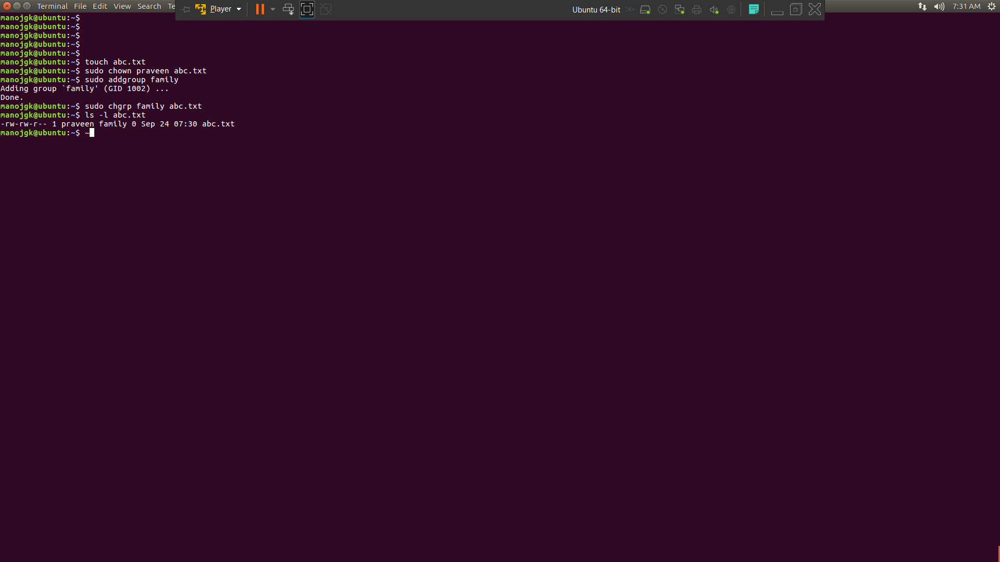 Terminal File Edit View Search Te Player Ubuntu 64-bit 7:31 AM
manojgk@ubuntu:~$
manojgk@ubuntu:~$
manojgk@ubuntu:~$
manojgk@ubuntu:~$
manojgk@ubuntu:~$
manojgk@ubuntu:~$ touch abc.txt
manojgk@ubuntu:~$ sudo chown praveen abc.txt
manojgk@ubuntu:~$ sudo addgroup family
Adding group `family' (GID 1002) ...
Done.
manojgk@ubuntu:~$ sudo chgrp family abc.txt
manojgk@ubuntu:~$ ls -l abc.txt
-rw-rw-r-- 1 praveen family 0 Sep 24 07:30 abc.txt
manojgk@ubuntu:~$ ~